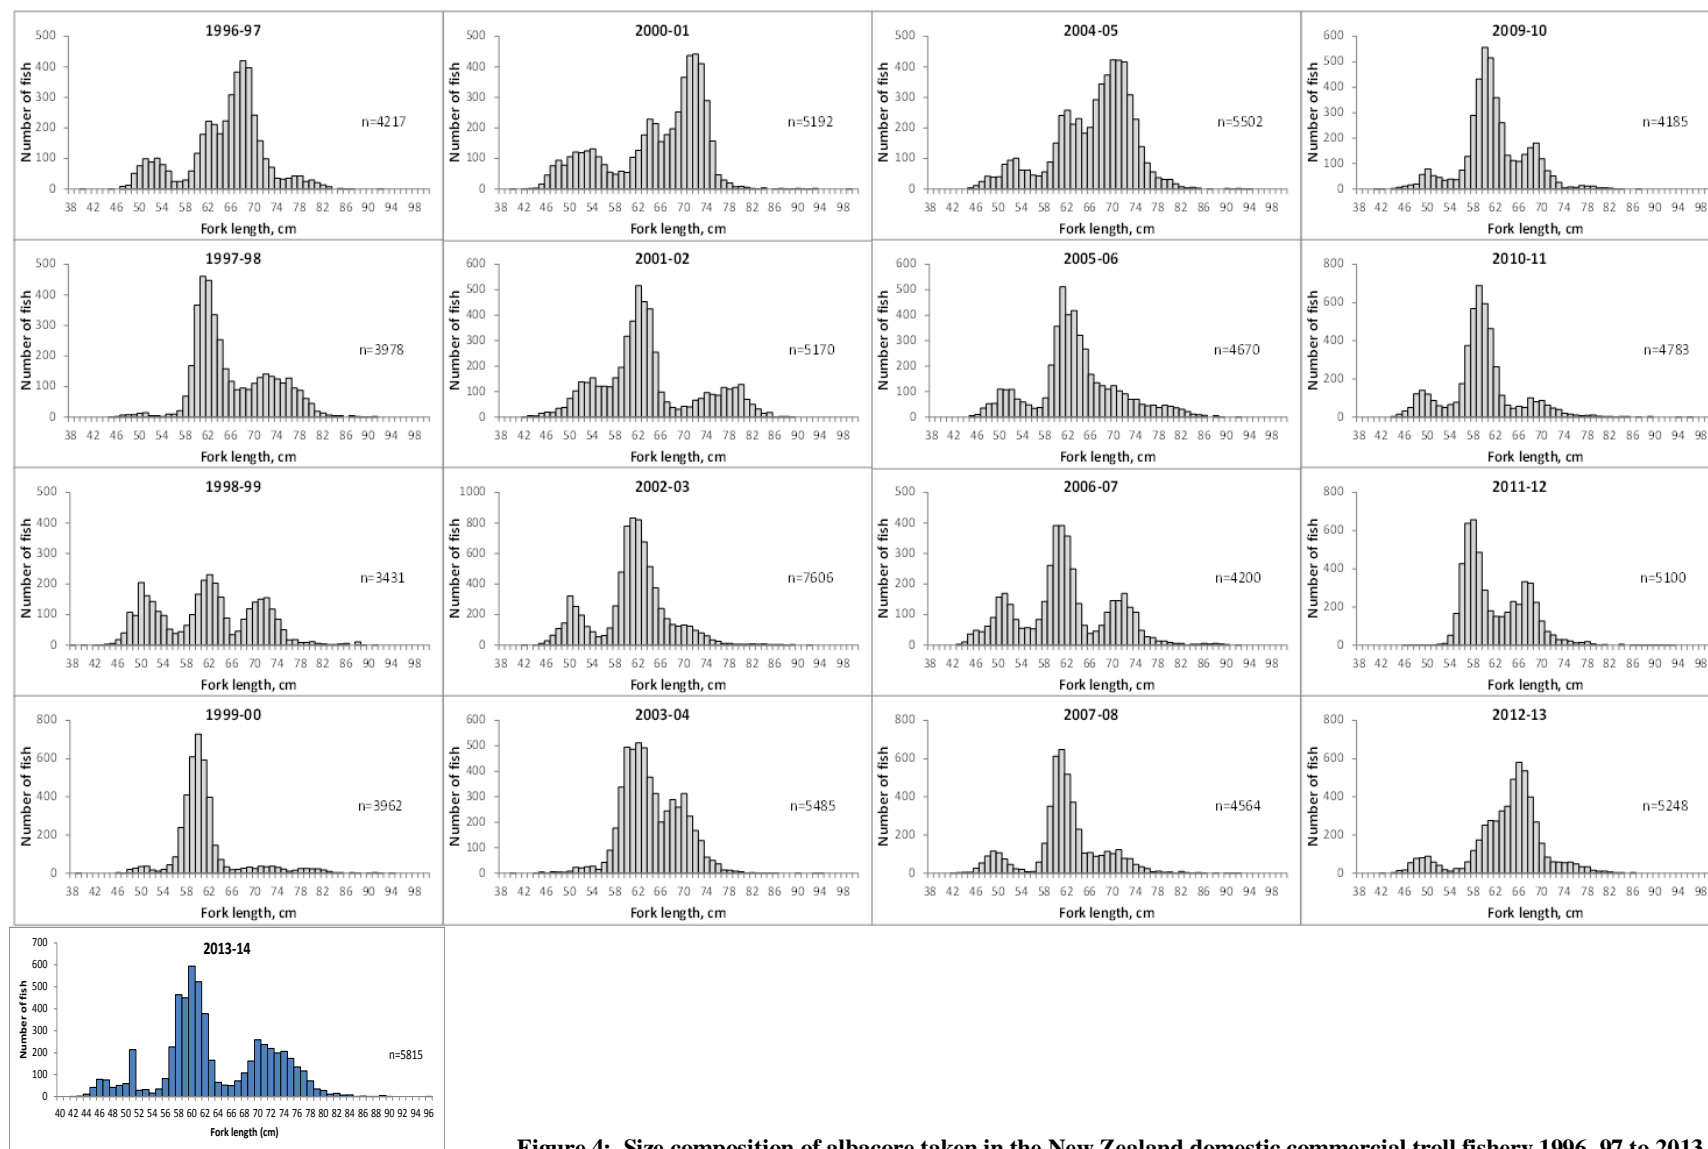 1996-97
500
400
300
200
100
0
Number of fish
n=4217
38 42 46 50 54 58 62 66 70 74 78 82 86 90 94 98
Fork length, cm
2000-01
500
400
300
200
100
0
Number of fish
n=5192
38 42 46 50 54 58 62 66 70 74 78 82 86 90 94 98
Fork length, cm
2004-05
500
400
300
200
100
0
Number of fish
n=5502
38 42 46 50 54 58 62 66 70 74 78 82 86 90 94 98
Fork length, cm
2009-10
600
500
400
300
200
100
0
Number of fish
n=4185
38 42 46 50 54 58 62 66 70 74 78 82 86 90 94 98
Fork length, cm
1997-98
500
400
300
200
100
0
Number of fish
n=3978
38 42 46 50 54 58 62 66 70 74 78 82 86 90 94 98
Fork length, cm
2001-02
600
500
400
300
200
100
0
Number of fish
n=5170
38 42 46 50 54 58 62 66 70 74 78 82 86 90 94 98
Fork length, cm
2005-06
600
500
400
300
200
100
0
Number of fish
n=4670
38 42 46 50 54 58 62 66 70 74 78 82 86 90 94 98
Fork length, cm
2010-11
800
600
400
200
0
Number of fish
n=4783
38 42 46 50 54 58 62 66 70 74 78 82 86 90 94 98
Fork length, cm
1998-99
500
400
300
200
100
0
Number of fish
n=3431
38 42 46 50 54 58 62 66 70 74 78 82 86 90 94 98
Fork length, cm
2002-03
1000
800
600
400
200
0
Number of fish
n=7606
38 42 46 50 54 58 62 66 70 74 78 82 86 90 94 98
Fork length, cm
2006-07
500
400
300
200
100
0
Number of fish
n=4200
38 42 46 50 54 58 62 66 70 74 78 82 86 90 94 98
Fork length, cm
2011-12
800
600
400
200
0
Number of fish
n=5100
38 42 46 50 54 58 62 66 70 74 78 82 86 90 94 98
Fork length, cm
1999-00
800
600
400
200
0
Number of fish
n=3962
38 42 46 50 54 58 62 66 70 74 78 82 86 90 94 98
Fork length, cm
2003-04
600
500
400
300
200
100
0
Number of fish
n=5485
38 42 46 50 54 58 62 66 70 74 78 82 86 90 94 98
Fork length, cm
2007-08
800
600
400
200
0
Number of fish
n=4564
38 42 46 50 54 58 62 66 70 74 78 82 86 90 94 98
Fork length, cm
2012-13
800
600
400
200
0
Number of fish
n=5248
38 42 46 50 54 58 62 66 70 74 78 82 86 90 94 98
Fork length, cm
2013-14
700
600
500
400
300
200
100
0
Number of fish
n=5815
40 42 44 46 48 50 52 54 56 58 60 62 64 66 68 70 72 74 76 78 80 82 84 86 88 90 92 94 96
Fork length (cm)
Figure 4: Size composition of albacore taken in the New Zealand domestic commercial troll fishery 1996–97 to 2013